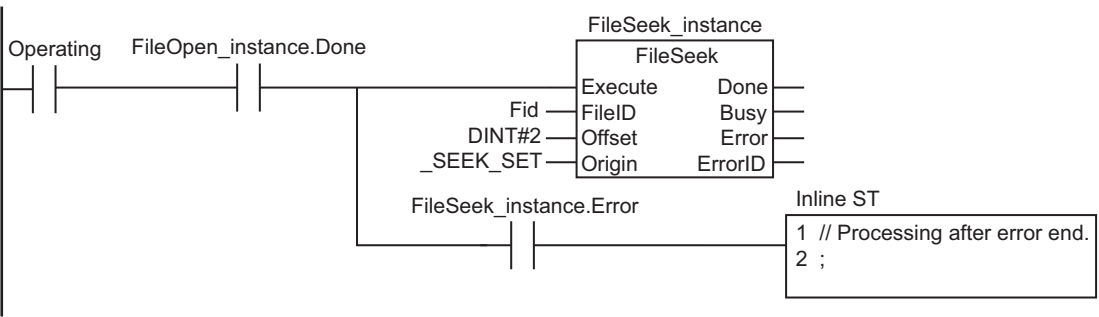 FileSeek_instance
Operating FileOpen_instance.Done
FileSeek
Execute Done
Fid FileID Busy
DINT#2 Offset Error
_SEEK_SET Origin ErrorID
FileSeek_instance.Error
Inline ST
1 // Processing after error end.
2 ;